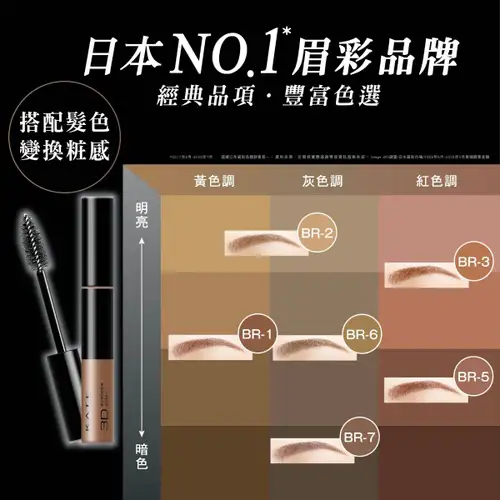 日本NO.1*眉彩品牌
經典品項・豐富色選
搭配髮色
變換粧感
黃色調
灰色調
紅色調
明亮
BR-2
BR-3
BR-1
BR-6
BR-5
BR-7
暗色
KATE
3D